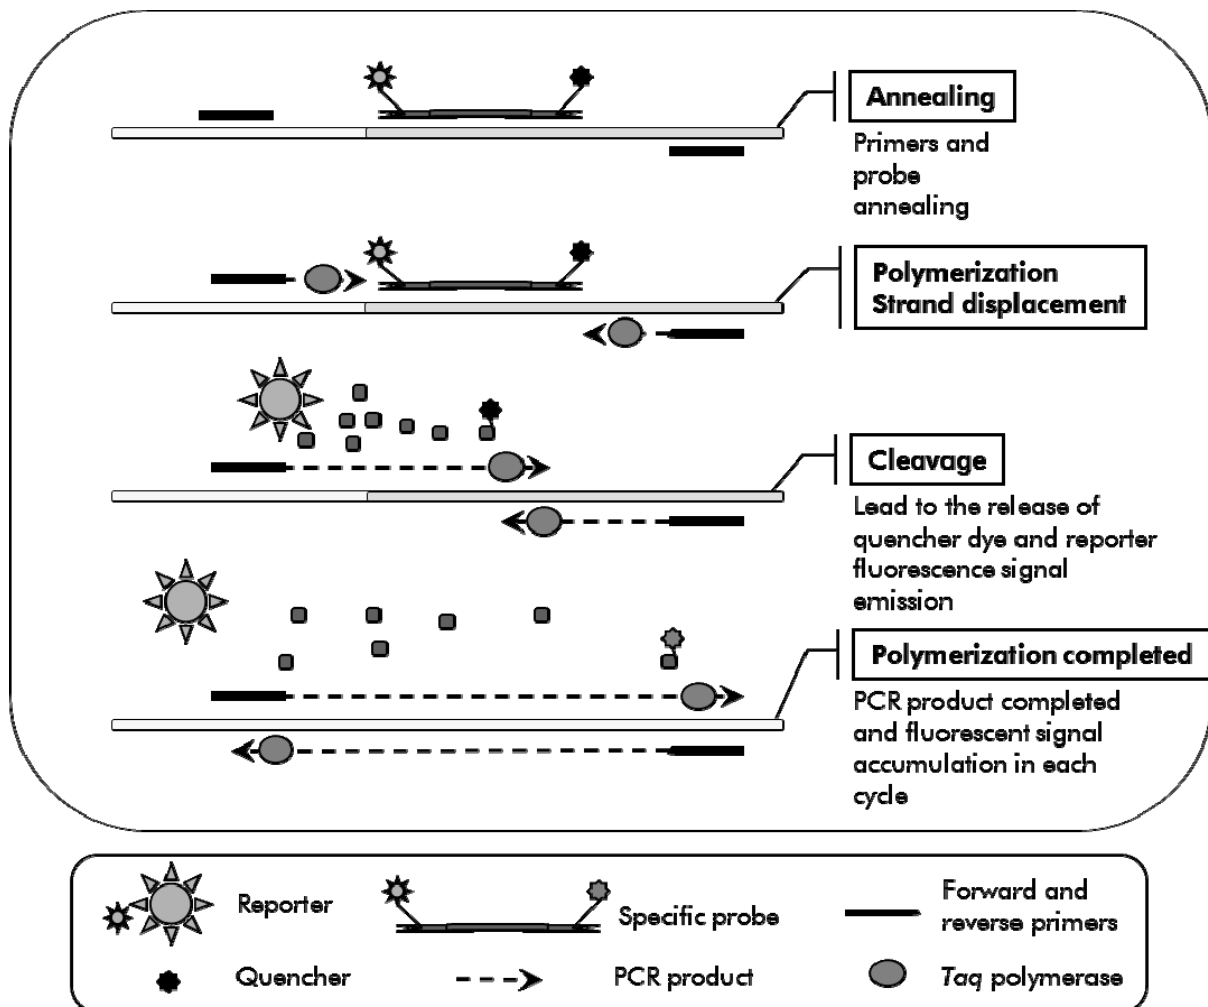 Annealing
Primers and
probe
annealing
Polymerization
Strand displacement
Cleavage
Lead to the release of
quencher dye and reporter
fluorescence signal
emission
Polymerization completed
PCR product completed
and fluorescent signal
accumulation in each
cycle
Reporter
Specific probe
Forward and
reverse primers
Quencher
PCR product
Taq polymerase